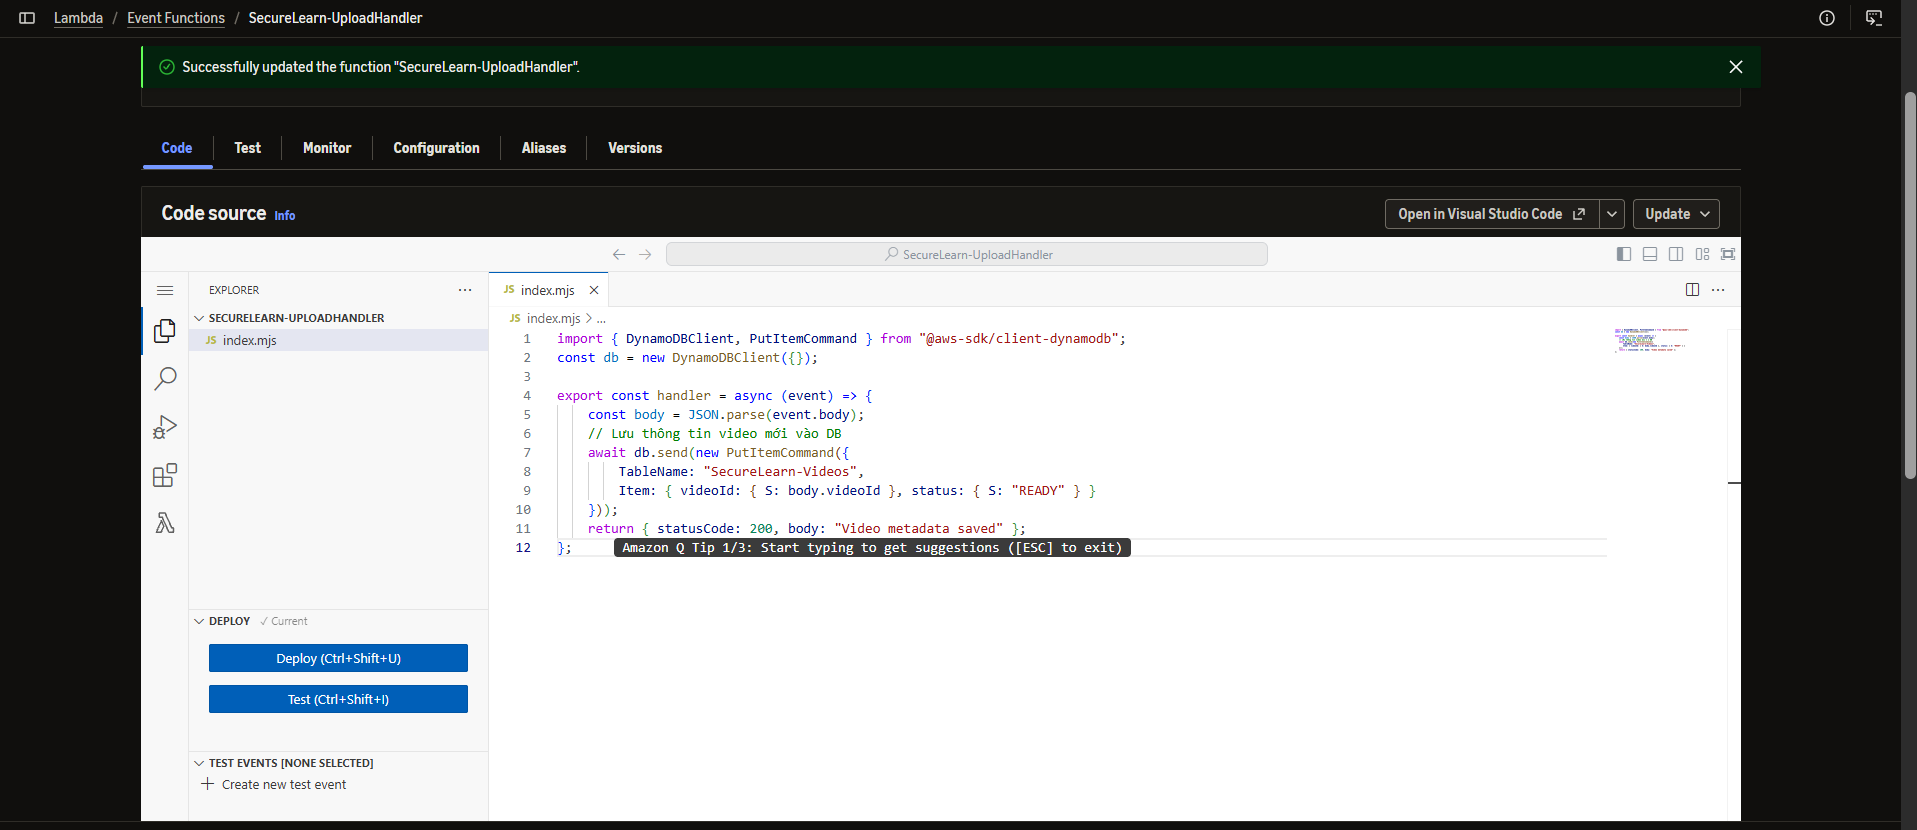 Lambda / Event Functions / SecureLearn-UploadHandler
Successfully updated the function "SecureLearn-UploadHandler".
Code Test Monitor Configuration Aliases Versions
Code source Info
Open in Visual Studio Code Update
SecureLearn-UploadHandler
EXPLORER ...
SECURELEARN-UPLOADHANDLER
JS index.mjs
JS index.mjs
JS index.mjs > ...
1 import { DynamoDBClient, PutItemCommand } from "@aws-sdk/client-dynamodb";
2 const db = new DynamoDBClient({});
3
4 export const handler = async (event) => {
5 const body = JSON.parse(event.body);
6 // Lưu thông tin video mới vào DB
7 await db.send(new PutItemCommand({
8 TableName: "SecureLearn-Videos",
9 Item: { videoId: { S: body.videoId }, status: { S: "READY" } }
10 }));
11 return { statusCode: 200, body: "Video metadata saved" };
12 }; Amazon Q Tip 1/3: Start typing to get suggestions ([ESC] to exit)
DEPLOY ✓ Current
Deploy (Ctrl+Shift+U)
Test (Ctrl+Shift+I)
TEST EVENTS [NONE SELECTED]
+ Create new test event